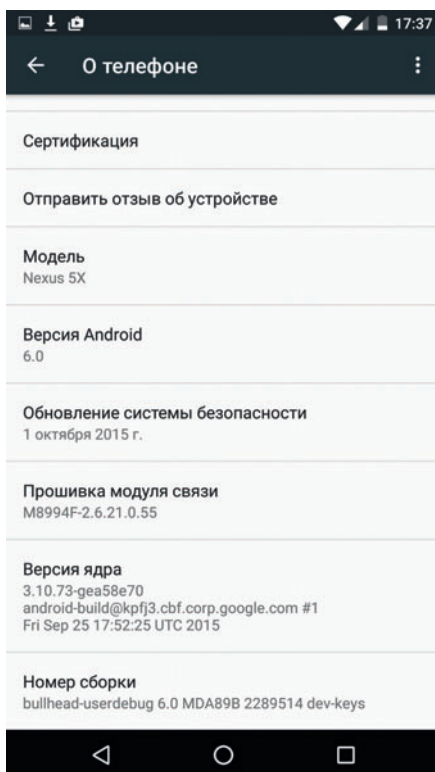 17:37
О телефоне
Сертификация
Отправить отзыв об устройстве
Модель
Nexus 5X
Версия Android
6.0
Обновление системы безопасности
1 октября 2015 г.
Прошивка модуля связи
M8994F-2.6.21.0.55
Версия ядра
3.10.73-gea58e70
android-build@kpfj3.cbf.corp.google.com #1
Fri Sep 25 17:52:25 UTC 2015
Номер сборки
bullhead-userdebug 6.0 MDA89B 2289514 dev-keys